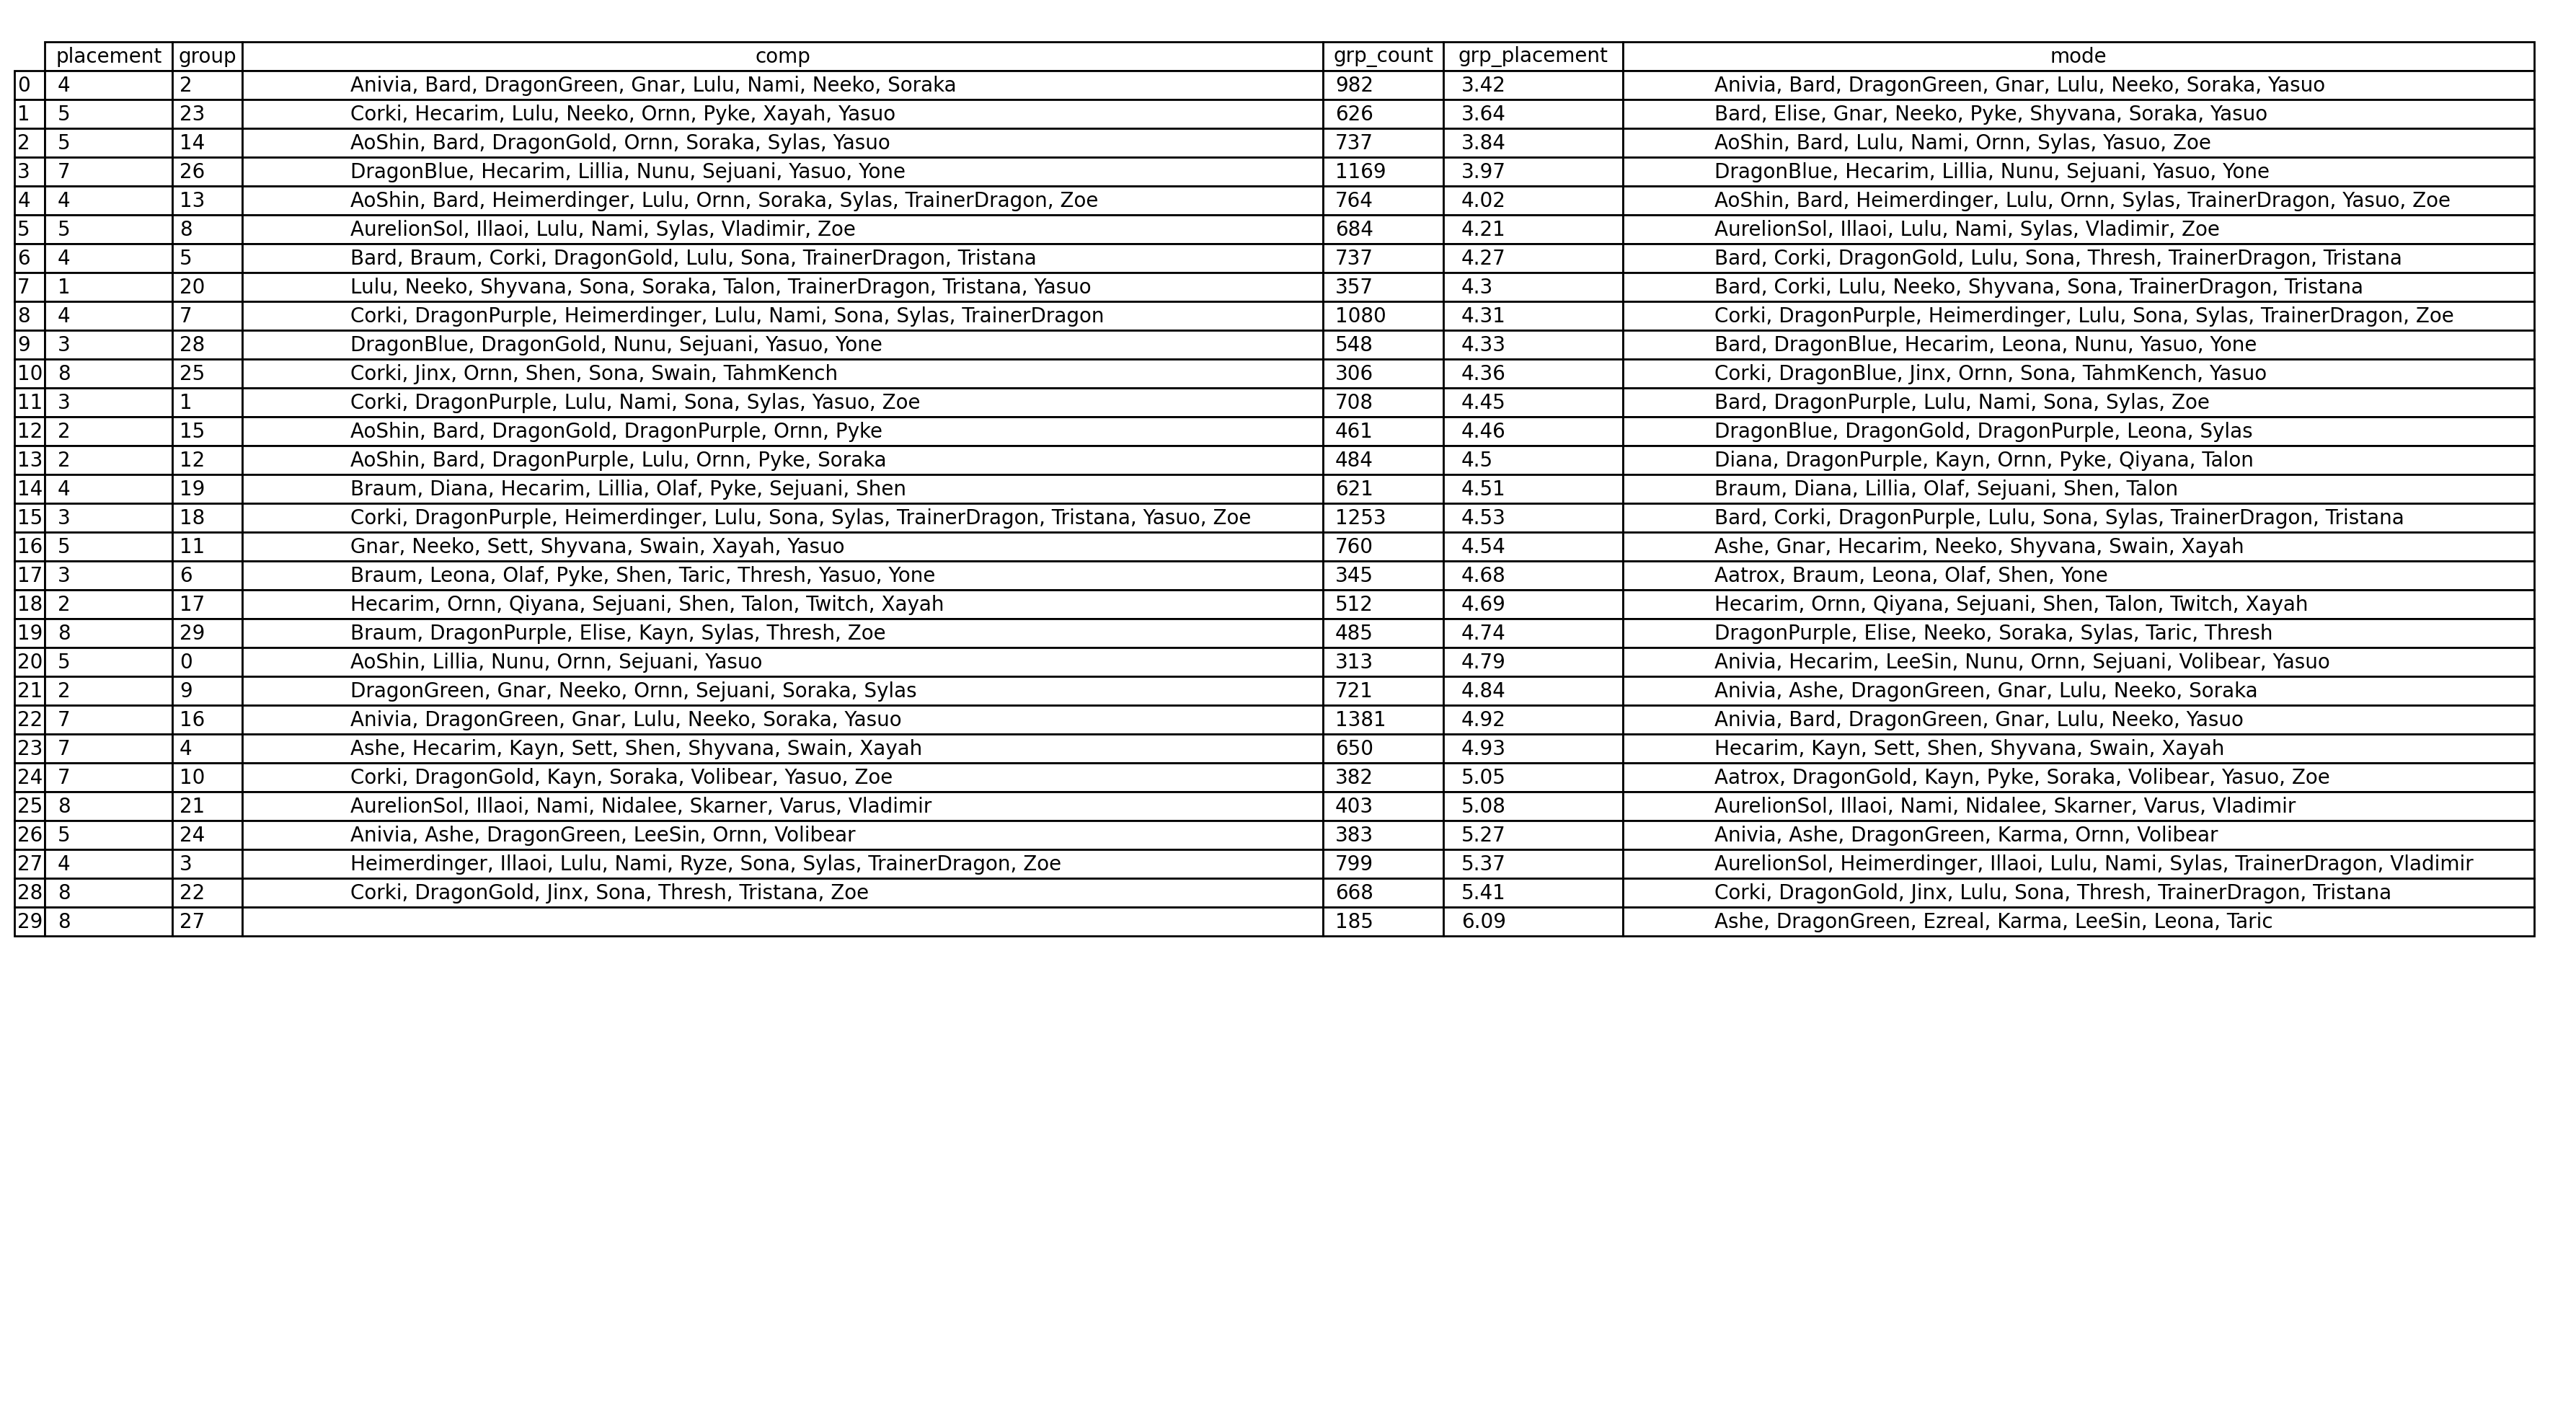 placement group comp grp_count grp_placement mode
0 4 2 Anivia, Bard, DragonGreen, Gnar, Lulu, Nami, Neeko, Soraka 982 3.42 Anivia, Bard, DragonGreen, Gnar, Lulu, Neeko, Soraka, Yasuo
1 5 23 Corki, Hecarim, Lulu, Neeko, Ornn, Pyke, Xayah, Yasuo 626 3.64 Bard, Elise, Gnar, Neeko, Pyke, Shyvana, Soraka, Yasuo
2 5 14 AoShin, Bard, DragonGold, Ornn, Soraka, Sylas, Yasuo 737 3.84 AoShin, Bard, Lulu, Nami, Ornn, Sylas, Yasuo, Zoe
3 7 26 DragonBlue, Hecarim, Lillia, Nunu, Sejuani, Yasuo, Yone 1169 3.97 DragonBlue, Hecarim, Lillia, Nunu, Sejuani, Yasuo, Yone
4 4 13 AoShin, Bard, Heimerdinger, Lulu, Ornn, Soraka, Sylas, TrainerDragon, Zoe 764 4.02 AoShin, Bard, Heimerdinger, Lulu, Ornn, Sylas, TrainerDragon, Yasuo, Zoe
5 5 8 AurelionSol, Illaoi, Lulu, Nami, Sylas, Vladimir, Zoe 684 4.21 AurelionSol, Illaoi, Lulu, Nami, Sylas, Vladimir, Zoe
6 4 5 Bard, Braum, Corki, DragonGold, Lulu, Sona, TrainerDragon, Tristana 737 4.27 Bard, Corki, DragonGold, Lulu, Sona, Thresh, TrainerDragon, Tristana
7 1 20 Lulu, Neeko, Shyvana, Sona, Soraka, Talon, TrainerDragon, Tristana, Yasuo 357 4.3 Bard, Corki, Lulu, Neeko, Shyvana, Sona, TrainerDragon, Tristana
8 4 7 Corki, DragonPurple, Heimerdinger, Lulu, Nami, Sona, Sylas, TrainerDragon 1080 4.31 Corki, DragonPurple, Heimerdinger, Lulu, Sona, Sylas, TrainerDragon, Zoe
9 3 28 DragonBlue, DragonGold, Nunu, Sejuani, Yasuo, Yone 548 4.33 Bard, DragonBlue, Hecarim, Leona, Nunu, Yasuo, Yone
10 8 25 Corki, Jinx, Ornn, Shen, Sona, Swain, TahmKench 306 4.36 Corki, DragonBlue, Jinx, Ornn, Sona, TahmKench, Yasuo
11 3 1 Corki, DragonPurple, Lulu, Nami, Sona, Sylas, Yasuo, Zoe 708 4.45 Bard, DragonPurple, Lulu, Nami, Sona, Sylas, Zoe
12 2 15 AoShin, Bard, DragonGold, DragonPurple, Ornn, Pyke 461 4.46 DragonBlue, DragonGold, DragonPurple, Leona, Sylas
13 2 12 AoShin, Bard, DragonPurple, Lulu, Ornn, Pyke, Soraka 484 4.5 Diana, DragonPurple, Kayn, Ornn, Pyke, Qiyana, Talon
14 4 19 Braum, Diana, Hecarim, Lillia, Olaf, Pyke, Sejuani, Shen 621 4.51 Braum, Diana, Lillia, Olaf, Sejuani, Shen, Talon
15 3 18 Corki, DragonPurple, Heimerdinger, Lulu, Sona, Sylas, TrainerDragon, Tristana, Yasuo, Zoe 1253 4.53 Bard, Corki, DragonPurple, Lulu, Sona, Sylas, TrainerDragon, Tristana
16 5 11 Gnar, Neeko, Sett, Shyvana, Swain, Xayah, Yasuo 760 4.54 Ashe, Gnar, Hecarim, Neeko, Shyvana, Swain, Xayah
17 3 6 Braum, Leona, Olaf, Pyke, Shen, Taric, Thresh, Yasuo, Yone 345 4.68 Aatrox, Braum, Leona, Olaf, Shen, Yone
18 2 17 Hecarim, Ornn, Qiyana, Sejuani, Shen, Talon, Twitch, Xayah 512 4.69 Hecarim, Ornn, Qiyana, Sejuani, Shen, Talon, Twitch, Xayah
19 8 29 Braum, DragonPurple, Elise, Kayn, Sylas, Thresh, Zoe 485 4.74 DragonPurple, Elise, Neeko, Soraka, Sylas, Taric, Thresh
20 5 0 AoShin, Lillia, Nunu, Ornn, Sejuani, Yasuo 313 4.79 Anivia, Hecarim, LeeSin, Nunu, Ornn, Sejuani, Volibear, Yasuo
21 2 9 DragonGreen, Gnar, Neeko, Ornn, Sejuani, Soraka, Sylas 721 4.84 Anivia, Ashe, DragonGreen, Gnar, Lulu, Neeko, Soraka
22 7 16 Anivia, DragonGreen, Gnar, Lulu, Neeko, Soraka, Yasuo 1381 4.92 Anivia, Bard, DragonGreen, Gnar, Lulu, Neeko, Yasuo
23 7 4 Ashe, Hecarim, Kayn, Sett, Shen, Shyvana, Swain, Xayah 650 4.93 Hecarim, Kayn, Sett, Shen, Shyvana, Swain, Xayah
24 7 10 Corki, DragonGold, Kayn, Soraka, Volibear, Yasuo, Zoe 382 5.05 Aatrox, DragonGold, Kayn, Pyke, Soraka, Volibear, Yasuo, Zoe
25 8 21 AurelionSol, Illaoi, Nami, Nidalee, Skarner, Varus, Vladimir 403 5.08 AurelionSol, Illaoi, Nami, Nidalee, Skarner, Varus, Vladimir
26 5 24 Anivia, Ashe, DragonGreen, LeeSin, Ornn, Volibear 383 5.27 Anivia, Ashe, DragonGreen, Karma, Ornn, Volibear
27 4 3 Heimerdinger, Illaoi, Lulu, Nami, Ryze, Sona, Sylas, TrainerDragon, Zoe 799 5.37 AurelionSol, Heimerdinger, Illaoi, Lulu, Nami, Sylas, TrainerDragon, Vladimir
28 8 22 Corki, DragonGold, Jinx, Sona, Thresh, Tristana, Zoe 668 5.41 Corki, DragonGold, Jinx, Lulu, Sona, Thresh, TrainerDragon, Tristana
29 8 27 185 6.09 Ashe, DragonGreen, Ezreal, Karma, LeeSin, Leona, Taric